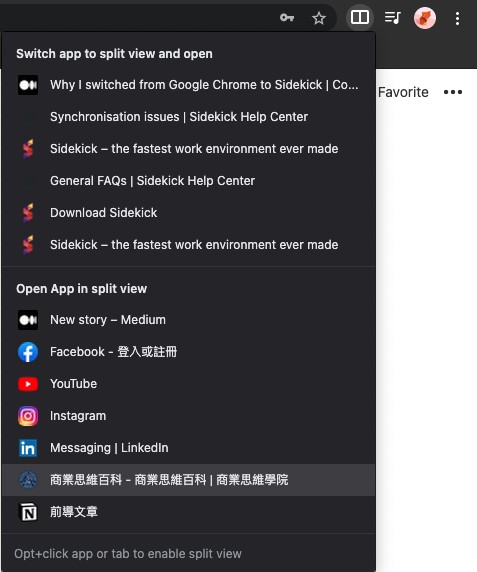 Switch app to split view and open
Favorite
Why I switched from Google Chrome to Sidekick | Co...
Synchronisation issues | Sidekick Help Center
Sidekick – the fastest work environment ever made
General FAQs | Sidekick Help Center
Download Sidekick
Sidekick – the fastest work environment ever made
Open App in split view
New story – Medium
Facebook - 登入或註冊
YouTube
Instagram
Messaging | LinkedIn
商業思維百科 - 商業思維百科 | 商業思維學院
前導文章
Opt+click app or tab to enable split view